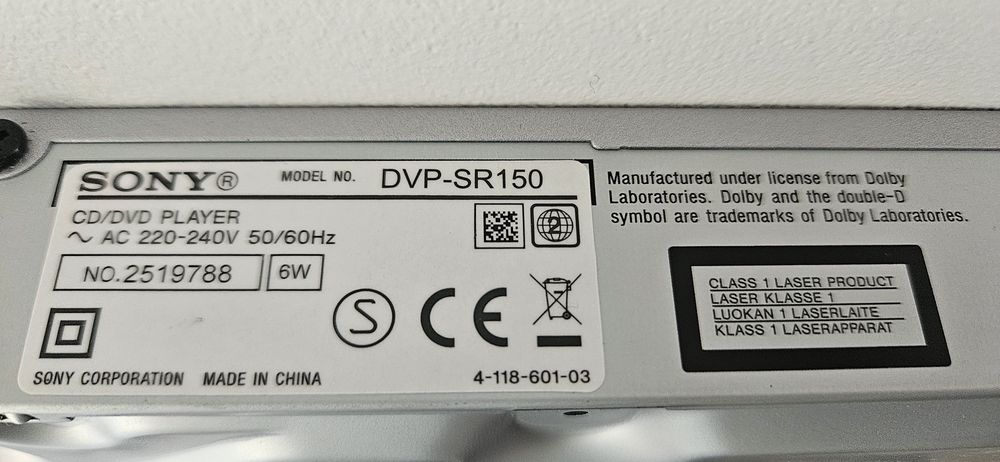 SONY® MODEL NO. DVP-SR150
CD/DVD PLAYER
~ AC 220-240V 50/60Hz
2
NO.2519788 6W
S
CE
SONY CORPORATION MADE IN CHINA
4-118-601-03
Manufactured under license from Dolby
Laboratories. Dolby and the double-D
symbol are trademarks of Dolby Laboratories.
CLASS 1 LASER PRODUCT
LASER KLASSE 1
LUOKAN 1 LASERLAITE
KLASS 1 LASERAPPARAT